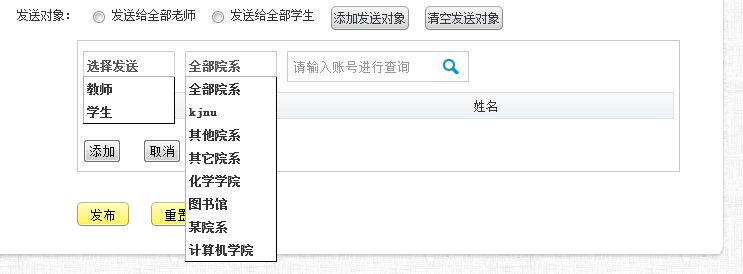 发送对象： 发送给全部老师 发送给全部学生 添加发送对象 清空发送对象
选择发送 全部院系 请输入账号进行查询
教师 全部院系
姓名
学生 kjnu
其他院系
添加 取消 其它院系
化学学院
发布 重置 图书馆
某院系
计算机学院